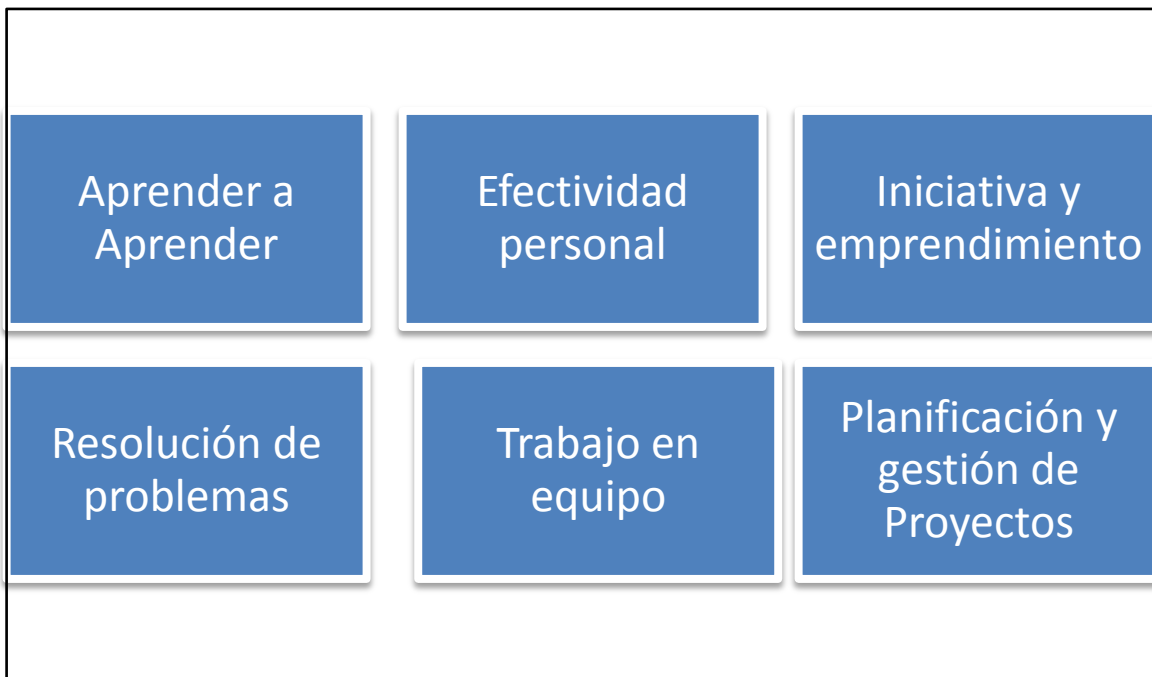 Aprender a
Aprender
Efectividad
personal
Iniciativa y
emprendimiento
Resolución de
problemas
Trabajo en
equipo
Planificación y
gestión de
Proyectos